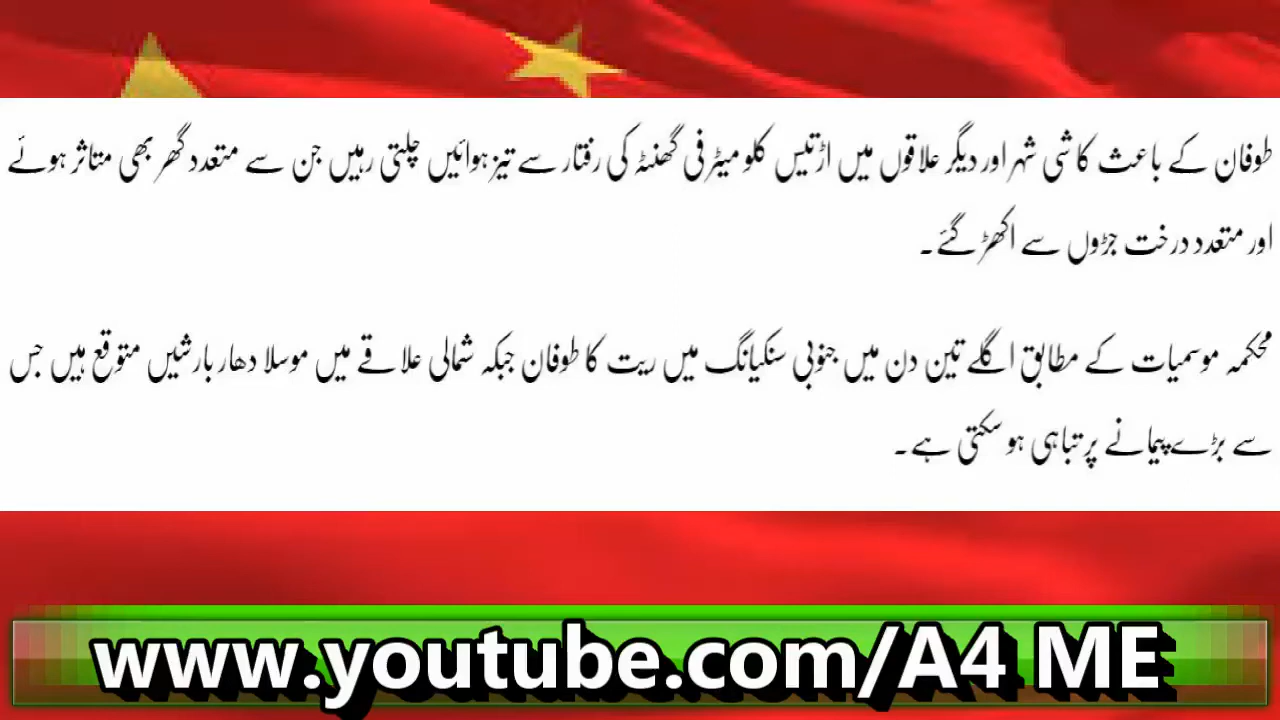 طوفان کے باعث کاشی شہر اور دیگر علاقوں میں اڑتیس کلو میٹر فی گھنٹہ کی رفتار سے تیز ہوائیں چلتی رہیں جن سے متعدد گھر بھی متاثر ہوئے
اور متعدد درخت جڑوں سے اکھڑ گئے۔
محکمہ موسمیات کے مطابق اگلے تین دن میں جنوبی سنکیانگ میں ریت کا طوفان جبکہ شمالی علاقے میں موسلا دھار بارشیں متوقع ہیں جس
سے بڑے پیمانے پر تباہی ہو سکتی ہے۔
www.youtube.com/A4 ME